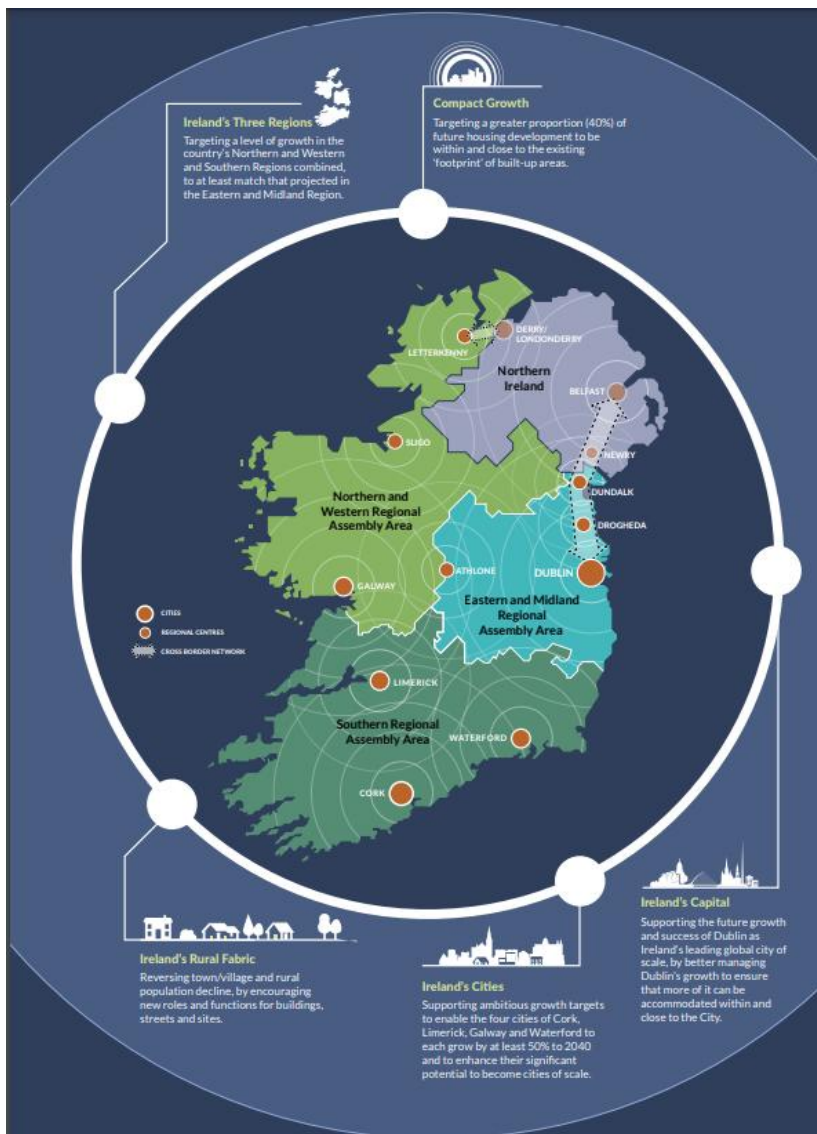 Ireland's Three Regions
Targeting a level of growth in the
country's Northern and Western
and Southern Regions combined,
to at least match that projected in
the Eastern and Midland Region.
Compact Growth
Targeting a greater proportion (40%) of
future housing development to be
within and close to the existing
'footprint' of built-up areas.
LETTERKENNY
DERRY/
LONDONDERRY
Northern
Ireland
BELFAST
SLIGO
NEWRY
DUNDALK
Northern and
Western Regional
Assembly Area
DROGHEDA
ATHLONE
DUBLIN
GALWAY
Eastern and Midland
Regional
Assembly Area
CITIES
REGIONAL CENTRES
CROSS BORDER NETWORK
LIMERICK
Southern Regional
Assembly Area
WATERFORD
CORK
Ireland's Capital
Supporting the future growth
and success of Dublin as
Ireland's leading global city of
scale, by better managing
Dublin's growth to ensure
that more of it can be
accommodated within and
close to the City.
Ireland's Rural Fabric
Reversing town/village and rural
population decline, by encouraging
new roles and functions for buildings,
streets and sites.
Ireland's Cities
Supporting ambitious growth targets
to enable the four cities of Cork,
Limerick, Galway and Waterford to
each grow by at least 50% to 2040
and to enhance their significant
potential to become cities of scale.